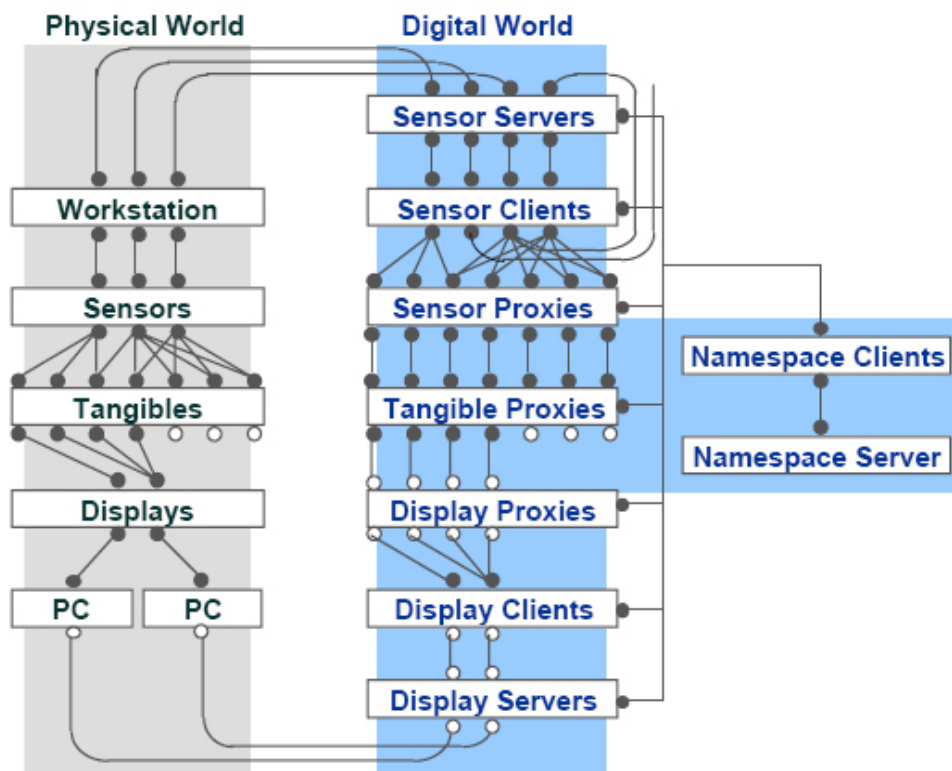 Physical World
Digital World
Sensor Servers
Workstation
Sensor Clients
Sensors
Sensor Proxies
Namespace Clients
Tangibles
Tangible Proxies
Namespace Server
Displays
Display Proxies
PC
PC
Display Clients
Display Servers